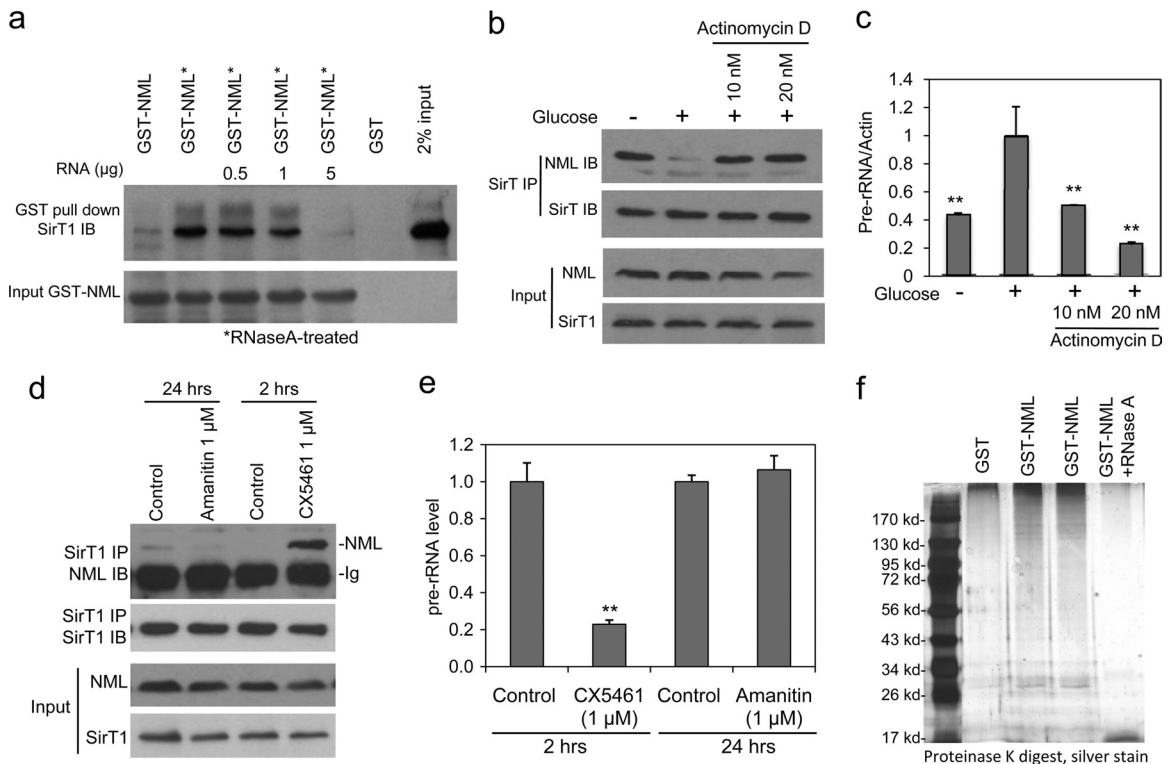 a
GST-NML
GST-NML*
GST-NML*
GST-NML*
GST-NML*
GST
2% input
RNA (µg)
0.5 1 5
GST pull down
SirT1 IB
Input GST-NML
*RNaseA-treated
b
Actinomycin D
10 nM
20 nM
Glucose - + + +
SirT IP
NML IB
SirT IB
Input
NML
SirT1
c
Pre-rRNA/Actin
1.4
1.2
1
0.8
0.6
0.4
0.2
0
**
**
**
Glucose - + + +
10 nM 20 nM
Actinomycin D
d
24 hrs 2 hrs
Control
Amanitin 1 µM
Control
CX5461 1 µM
SirT1 IP
NML IB
-NML
-Ig
SirT1 IP
SirT1 IB
Input
NML
SirT1
e
pre-rRNA level
1.2
1.0
0.8
0.6
0.4
0.2
0.0
**
Control CX5461 Control Amanitin
(1 µM) (1 µM)
2 hrs 24 hrs
f
GST
GST-NML
GST-NML
GST-NML
+RNase A
170 kd-
130 kd-
95 kd-
72 kd-
56 kd-
43 kd-
34 kd-
26 kd-
17 kd-
Proteinase K digest, silver stain